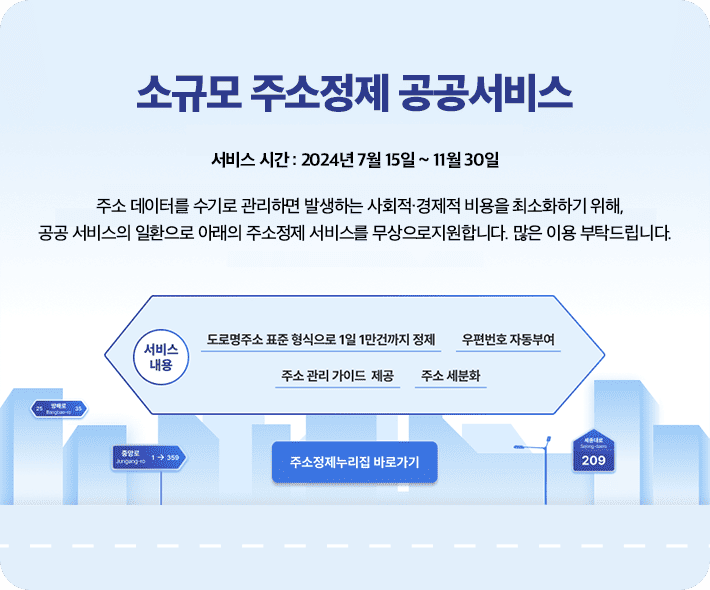 소규모 주소정제 공공서비스
서비스 시간 : 2024년 7월 15일 ~ 11월 30일
주소 데이터를 수기로 관리하면 발생하는 사회적·경제적 비용을 최소화하기 위해,
공공 서비스의 일환으로 아래의 주소정제 서비스를 무상으로지원합니다. 많은 이용 부탁드립니다.
서비스
내용
도로명주소 표준 형식으로 1일 1만건까지 정제
우편번호 자동부여
주소 관리 가이드 제공
주소 세분화
25 방배로 35
Bangbae-ro
중앙로
Jungang-ro
1 → 359
주소정제누리집 바로가기
세종대로
209